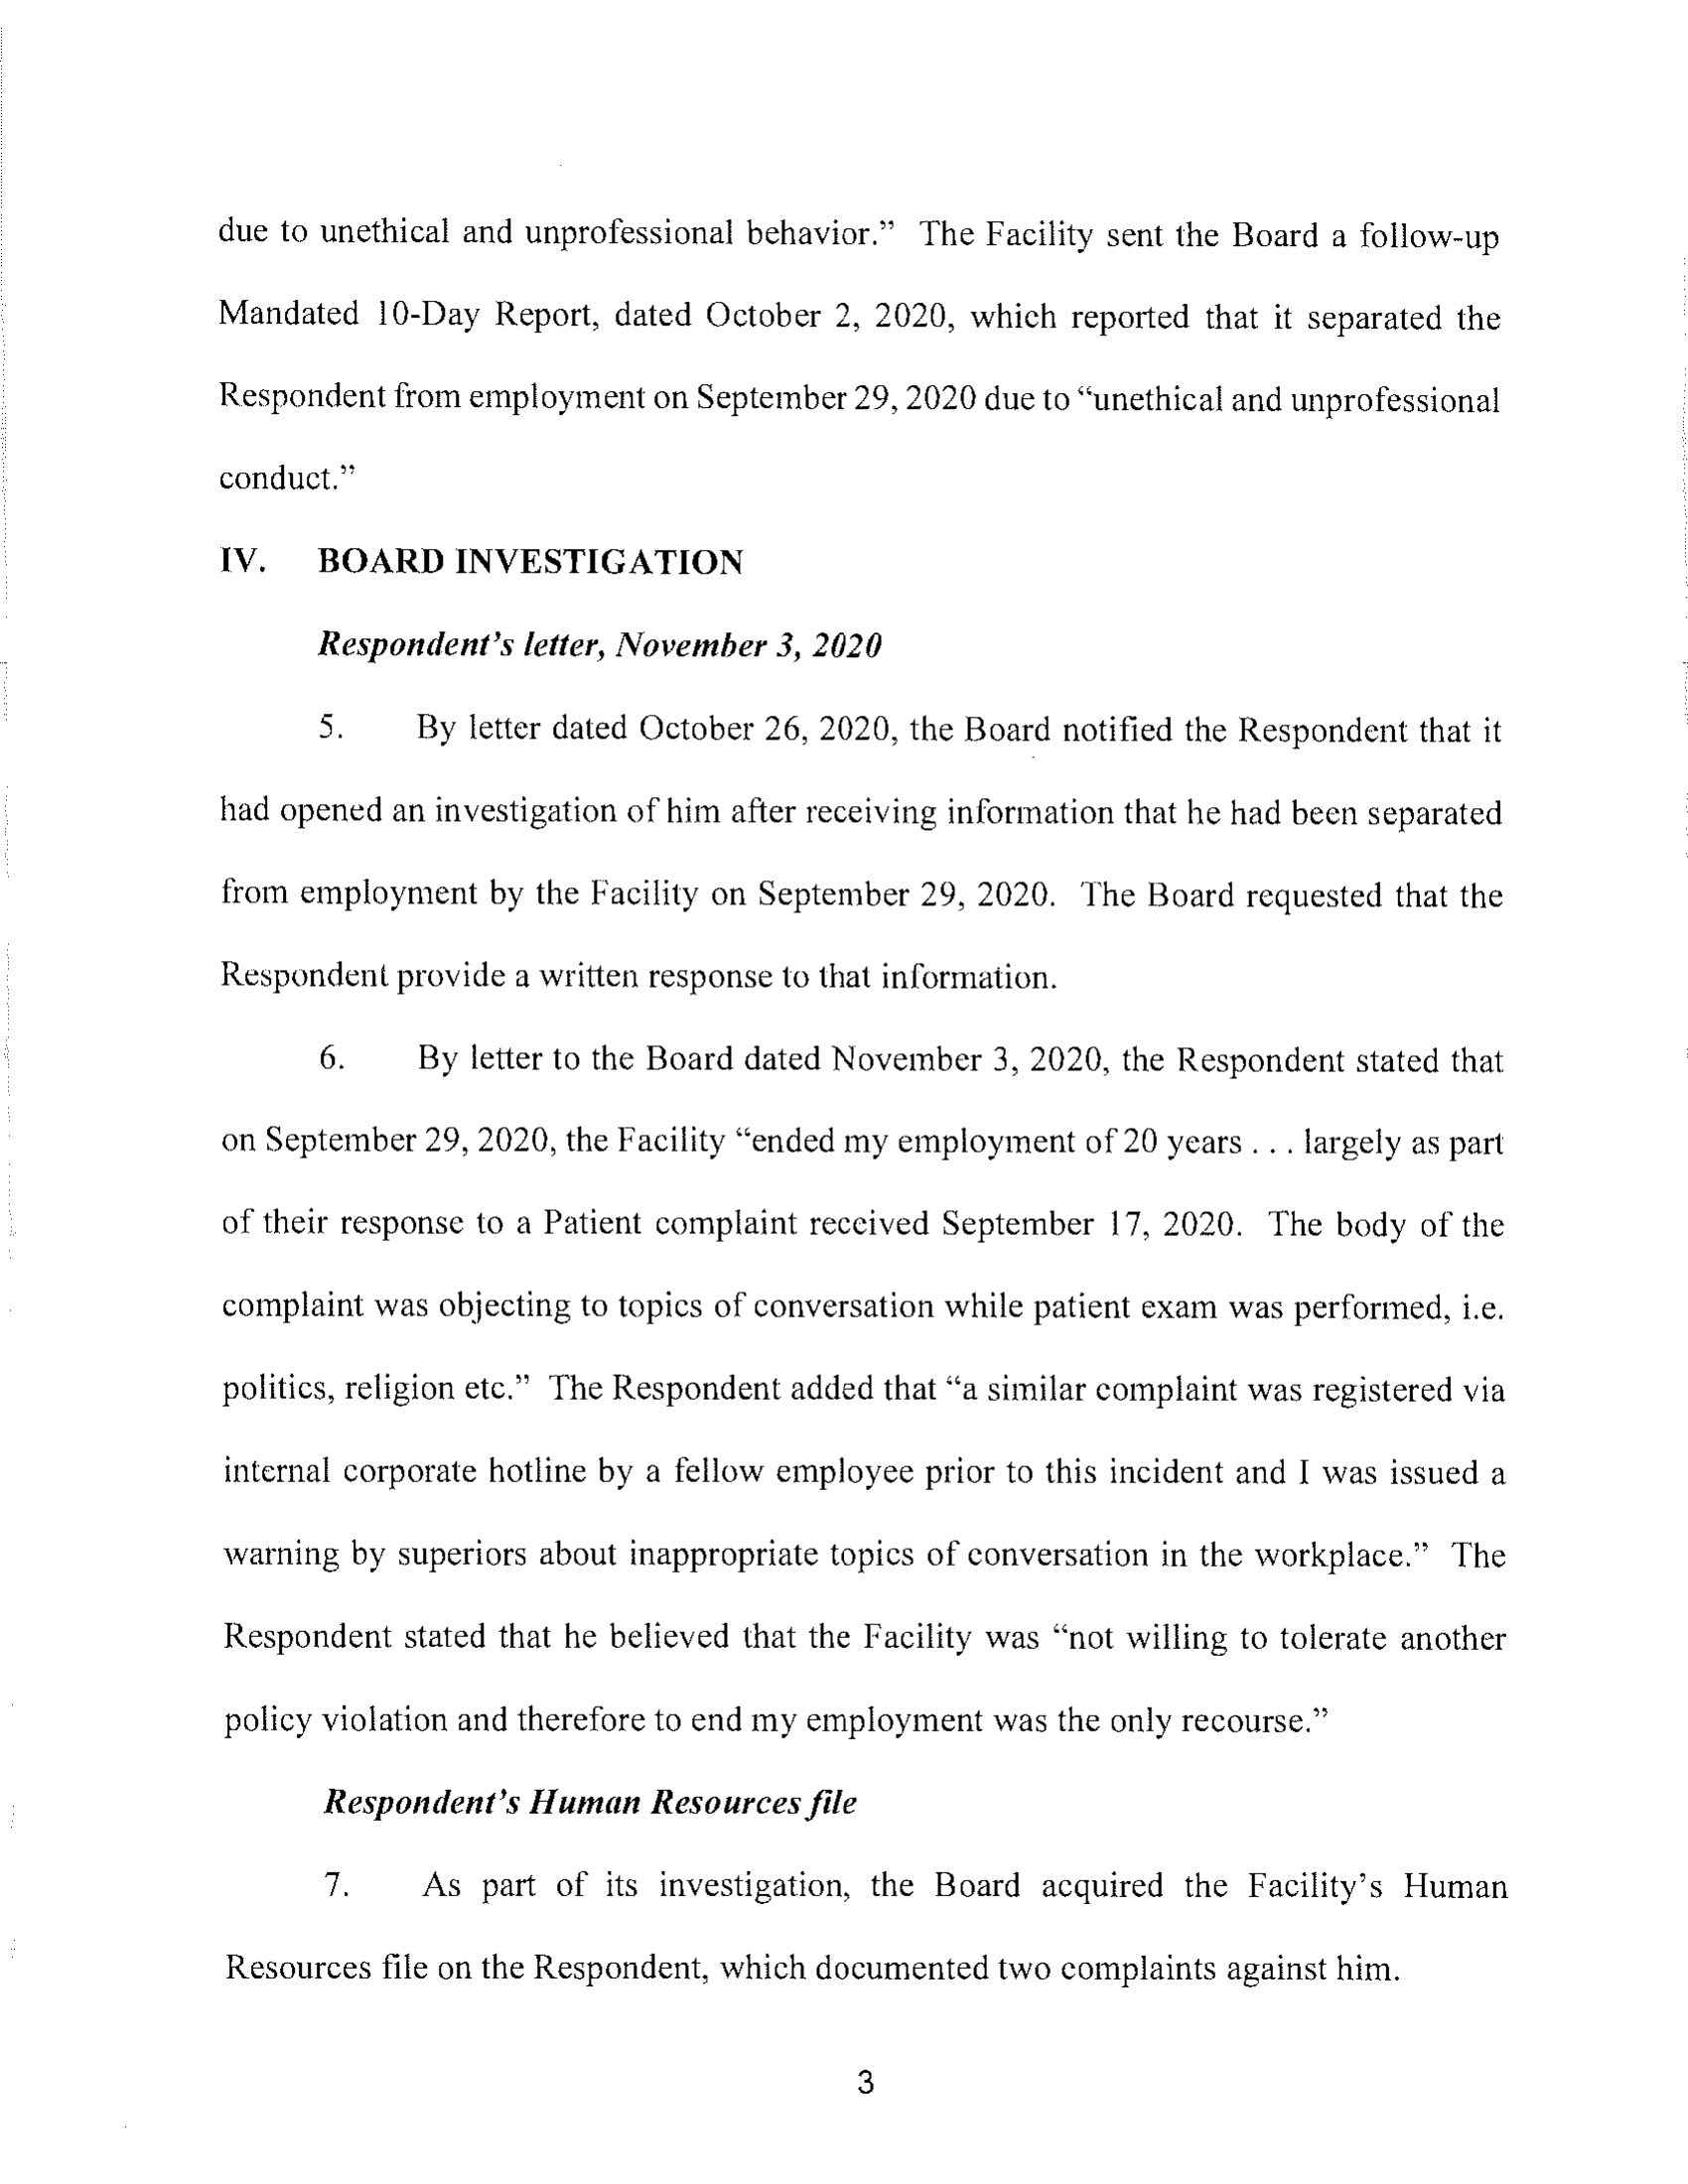 due to unethical and unprofessional behavior.” The Facility sent the Board a follow-up
Mandated 10-Day Report, dated October 2, 2020, which reported that it separated the
Respondent from employment on September 29, 2020 due to “unethical and unprofessional
conduct.”
IV. BOARD INVESTIGATION
Respondent’s letter, November 3, 2020
5. By letter dated October 26, 2020, the Board notified the Respondent that it
had opened an investigation of him after receiving information that he had been separated
from employment by the Facility on September 29, 2020. The Board requested that the
Respondent provide a written response to that information.
6. By letter to the Board dated November 3, 2020, the Respondent stated that
on September 29, 2020, the Facility “ended my employment of 20 years . . . largely as part
of their response to a Patient complaint received September 17, 2020. The body of the
complaint was objecting to topics of conversation while patient exam was performed, i.e.
politics, religion etc.” The Respondent added that “a similar complaint was registered via
internal corporate hotline by a fellow employee prior to this incident and I was issued a
warning by superiors about inappropriate topics of conversation in the workplace.” The
Respondent stated that he believed that the Facility was “not willing to tolerate another
policy violation and therefore to end my employment was the only recourse.”
Respondent’s Human Resources file
7. As part of its investigation, the Board acquired the Facility’s Human
Resources file on the Respondent, which documented two complaints against him.
3